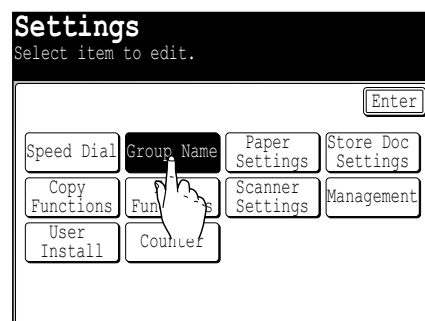 Settings
Select item to edit.
Enter
Speed Dial Group Name Paper Settings Store Doc Settings
Copy Functions Scanner Settings Management
User Install Counter